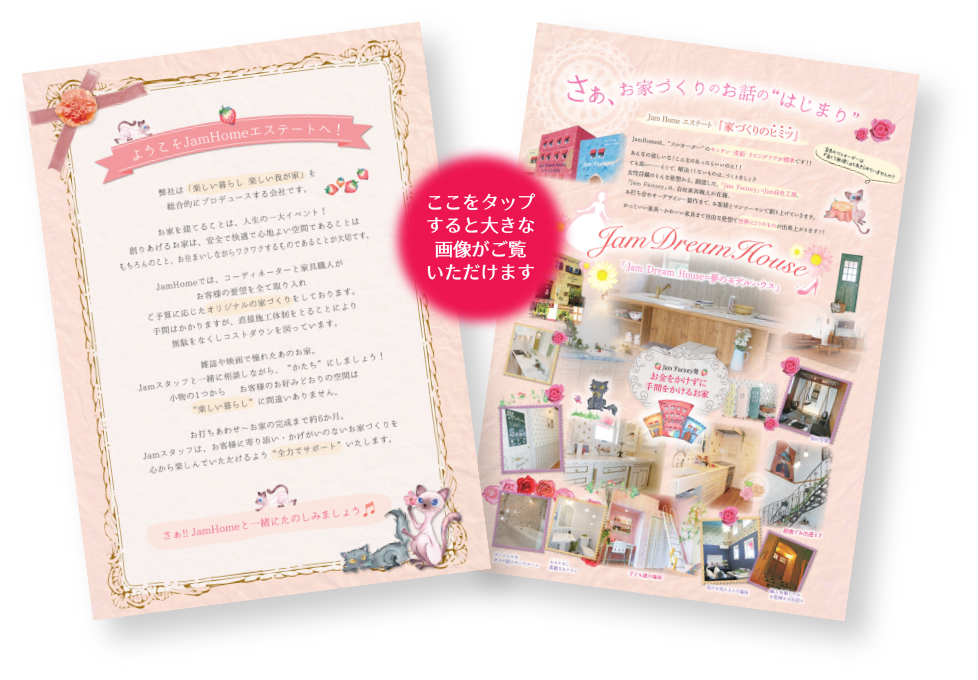 ようこそJamHomeエステートへ！
弊社は「楽しい暮らし 楽しい我が家」を
総合的にプロデュースする会社です。
お家を建てることは、人生の一大イベント！
創りあげるお家は、安全で快適で心地よい空間であることは
もちろんのこと、お住まいしながらワクワクするものであることが大切です。
JamHomeでは、コーディネーターと家具職人が
お客様の要望を全て取り入れ
ご予算に応じたオリジナルの家づくりをしております。
手間はかかりますが、直接施工体制をとることにより
無駄をなくしコストダウンを図っています。
雑誌や映画で憧れたあのお家。
Jamスタッフと一緒に相談しながら、“かたち”にしましょう！
小物の1つから お客様のお好みどおりの空間は
“楽しい暮らし”に間違いありません。
お打ちあわせ〜お家の完成まで約6か月。
Jamスタッフは、お客様に寄り添い・かけがいのないお家づくりを
心から楽しんでいただけるよう“全力でサポート”いたします。
さぁ!! JamHomeと一緒にたのしみましょう
ここをタップ
すると大きな
画像がご覧
いただけます
さぁ、お家づくりのお話の“はじまり”
Jam Home エステート『家づくりのヒミツ』
JamDreamHouse
「Jam Dream House=夢のモデルハウス」
Jam Factory発
お金をかけずに
手間をかけるお家
子ども達の場所